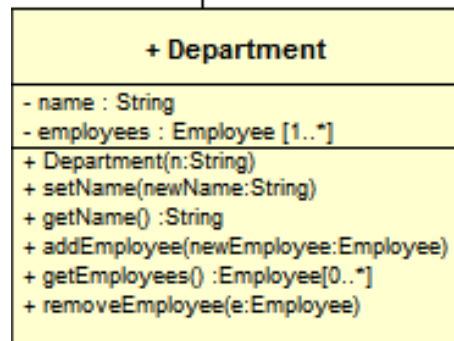 + Department
- name : String
- employees : Employee [1..*]
+ Department(n:String)
+ setName(newName:String)
+ getName() :String
+ addEmployee(newEmployee:Employee)
+ getEmployees() :Employee[0..*]
+ removeEmployee(e:Employee)